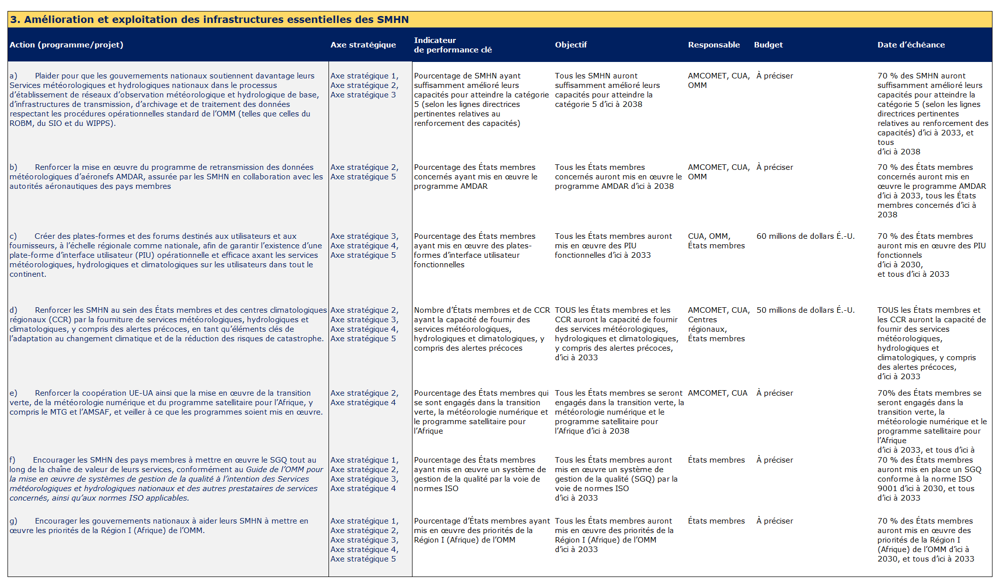 3. Amélioration et exploitation des infrastructures essentielles des SMHN
Action (programme/projet)
Axe stratégique
Indicateur
de performance clé
Objectif
Responsable
Budget
Date d’échéance
a) Plaider pour que les gouvernements nationaux soutiennent davantage leurs
Services météorologiques et hydrologiques nationaux dans le processus
d’établissement de réseaux d’observation météorologique et hydrologique de base,
d’infrastructures de transmission, d’archivage et de traitement des données
respectant les procédures opérationnelles standard de l’OMM (telles que celles du
ROBM, du SIO et du WIPPS).
Axe stratégique 1,
Axe stratégique 2,
Axe stratégique 3
Pourcentage de SMHN ayant
suffisamment amélioré leurs
capacités pour atteindre la catégorie
5 (selon les lignes directrices
pertinentes relatives au
renforcement des capacités)
Tous les SMHN auront
suffisamment amélioré leurs
capacités pour atteindre la
catégorie 5 d’ici à 2038
AMCOMET, CUA,
OMM
À préciser
70 % des SMHN auront
suffisamment amélioré leurs
capacités pour atteindre la
catégorie 5 (selon les lignes
directrices pertinentes
relatives au renforcement des
capacités) d’ici à 2033, et
tous
d’ici à 2038
b) Renforcer la mise en œuvre du programme de retransmission des données
météorologiques d’aéronefs AMDAR, assurée par les SMHN en collaboration avec les
autorités aéronautiques des pays membres
Axe stratégique 2,
Axe stratégique 5
Pourcentage des États membres
concernés ayant mis en œuvre le
programme AMDAR
Tous les États membres
concernés auront mis en œuvre le
programme AMDAR d’ici à 2038
AMCOMET, CUA,
OMM
À préciser
70 % des États membres
concernés auront mis en
œuvre le programme AMDAR
d’ici à 2033, tous les États
membres concernés d’ici à
2038
c) Créer des plates-formes et des forums destinés aux utilisateurs et aux
fournisseurs, à l’échelle régionale comme nationale, afin de garantir l’existence d’une
plate-forme d’interface utilisateur (PIU) opérationnelle et efficace axant les services
météorologiques, hydrologiques et climatologiques sur les utilisateurs dans tout le
continent.
Axe stratégique 3,
Axe stratégique 4,
Axe stratégique 5
Pourcentage des États membres
ayant mis en œuvre des plates-
formes d’interface utilisateur
fonctionnelles
Tous les États membres auront
mis en œuvre des PIU
fonctionnelles d’ici à 2033
CUA, OMM,
États membres
60 millions de dollars É.-U.
70 % des États membres
auront mis en œuvre des PIU
fonctionnels
d’ici à 2030,
et tous d’ici à 2033
d) Renforcer les SMHN au sein des États membres et des centres climatologiques
régionaux (CCR) par la fourniture de services météorologiques, hydrologiques et
climatologiques, y compris des alertes précoces, en tant qu’éléments clés de
l’adaptation au changement climatique et de la réduction des risques de catastrophe.
Axe stratégique 2,
Axe stratégique 3,
Axe stratégique 4,
Axe stratégique 5
Nombre d’États membres et de CCR
ayant la capacité de fournir des
services météorologiques,
hydrologiques et climatologiques, y
compris des alertes précoces
TOUS les États membres et les
CCR auront la capacité de fournir
des services météorologiques,
hydrologiques et climatologiques,
y compris des alertes précoces,
d’ici à 2033
AMCOMET, CUA,
Centres
régionaux,
États membres
50 millions de dollars É.-U.
TOUS les États membres et
les CCR auront la capacité de
fournir des services
météorologiques,
hydrologiques et
climatologiques, y compris
des alertes précoces,
d’ici à 2033
e) Renforcer la coopération UE-UA ainsi que la mise en œuvre de la transition
verte, de la météorologie numérique et du programme satellitaire pour l’Afrique, y
compris le MTG et l’AMSAF, et veiller à ce que les programmes soient mis en œuvre.
Axe stratégique 2,
Axe stratégique 4
Pourcentage des États membres qui
se sont engagés dans la transition
verte, la météorologie numérique et
le programme satellitaire pour
l’Afrique
Tous les États membres se seront
engagés dans la transition verte, la
météorologie numérique et le
programme satellitaire pour
l’Afrique d’ici à 2038
AMCOMET, CUA
À préciser
70% des États membres se
seront engagés dans la
transition verte, la
météorologie numérique et le
programme satellitaire pour
l’Afrique
d’ici à 2033, et tous d’ici à
f) Encourager les SMHN des pays membres à mettre en œuvre le SGQ tout au
long de la chaîne de valeur de leurs services, conformément au Guide de l’OMM pour
la mise en œuvre de systèmes de gestion de la qualité à l’intention des Services
météorologiques et hydrologiques nationaux et des autres prestataires de services
concernés, ainsi qu’aux normes ISO applicables.
Axe stratégique 1,
Axe stratégique 2,
Axe stratégique 3,
Axe stratégique 4
Pourcentage des États membres
ayant mis en œuvre un système de
gestion de la qualité par la voie de
normes ISO
Tous les États membres auront
mis en œuvre un système de
gestion de la qualité (SGQ) par la
voie de normes ISO
d’ici à 2033
États membres
À préciser
70 % des États membres
auront mis en place un SGQ
conforme à la norme ISO
9001 d’ici à 2030, et tous
d’ici à 2033
g) Encourager les gouvernements nationaux à aider leurs SMHN à mettre en
œuvre les priorités de la Région I (Afrique) de l’OMM.
Axe stratégique 1,
Axe stratégique 2,
Axe stratégique 3,
Axe stratégique 4,
Axe stratégique 5
Pourcentage d’États membres ayant
mis en œuvre des priorités de la
Région I (Afrique) de l’OMM
Tous les États membres auront
mis en œuvre des priorités de la
Région I (Afrique) de l’OMM
d’ici à 2033
États membres
À préciser
70 % des États membres
auront mis en œuvre des
priorités de la Région I
(Afrique) de l’OMM d’ici à
2030, et tous d’ici à 2033